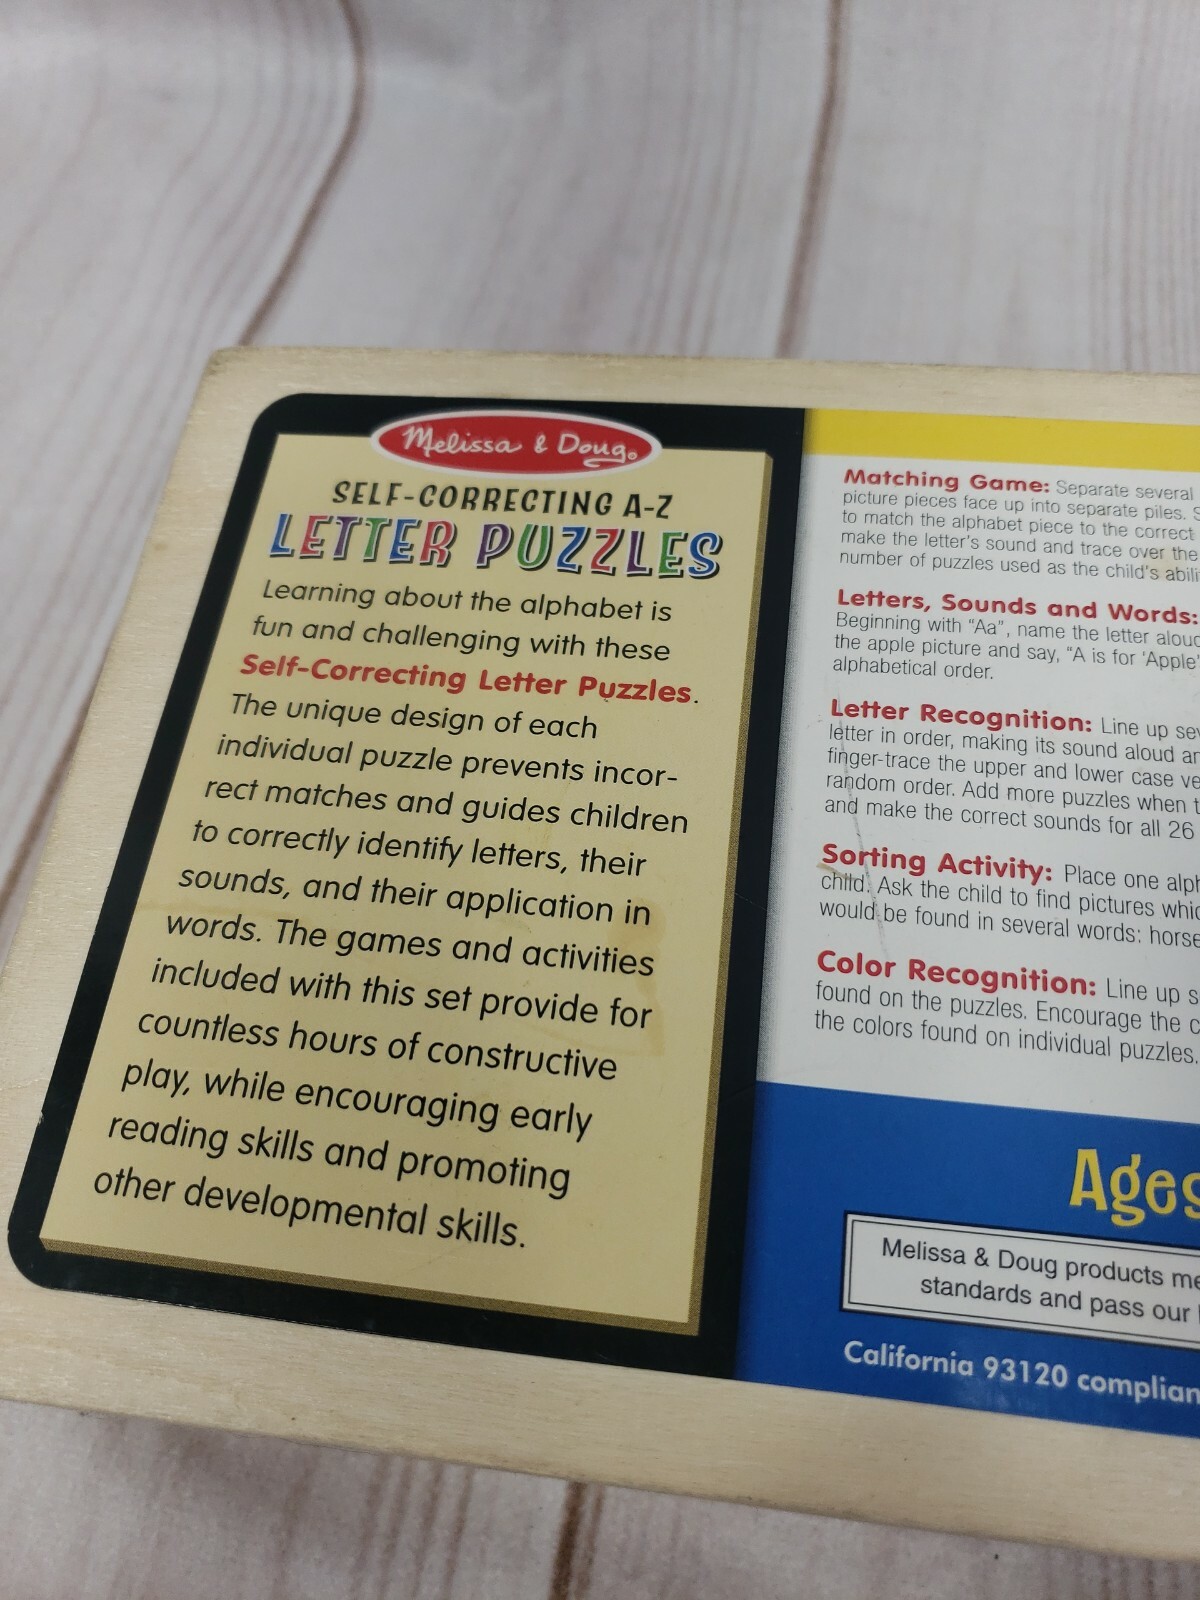 Melissa & Doug®
SELF-CORRECTING A-Z
LETTER PUZZLES
Learning about the alphabet is
fun and challenging with these
Self-Correcting Letter Puzzles.
The unique design of each
individual puzzle prevents incor-
rect matches and guides children
to correctly identify letters, their
sounds, and their application in
words. The games and activities
included with this set provide for
countless hours of constructive
play, while encouraging early
reading skills and promoting
other developmental skills.
Matching Game: Separate several
picture pieces face up into separate piles.
to match the alphabet piece to the correct
make the letter's sound and trace over the
number of puzzles used as the child's
Letters, Sounds and Words:
Beginning with "Aa", name the letter
the apple picture and say, "A is for 'Apple'
alphabetical order.
Letter Recognition: Line up
letter in order, making its sound aloud
finger-trace the upper and lower case
random order. Add more puzzles when
and make the correct sounds for all 26
Sorting Activity: Place one
child. Ask the child to find pictures
would be found in several words: horse
Color Recognition: Line up
found on the puzzles. Encourage the
the colors found on individual puzzles.
Ages
Melissa & Doug products
standards and pass our
California 93120